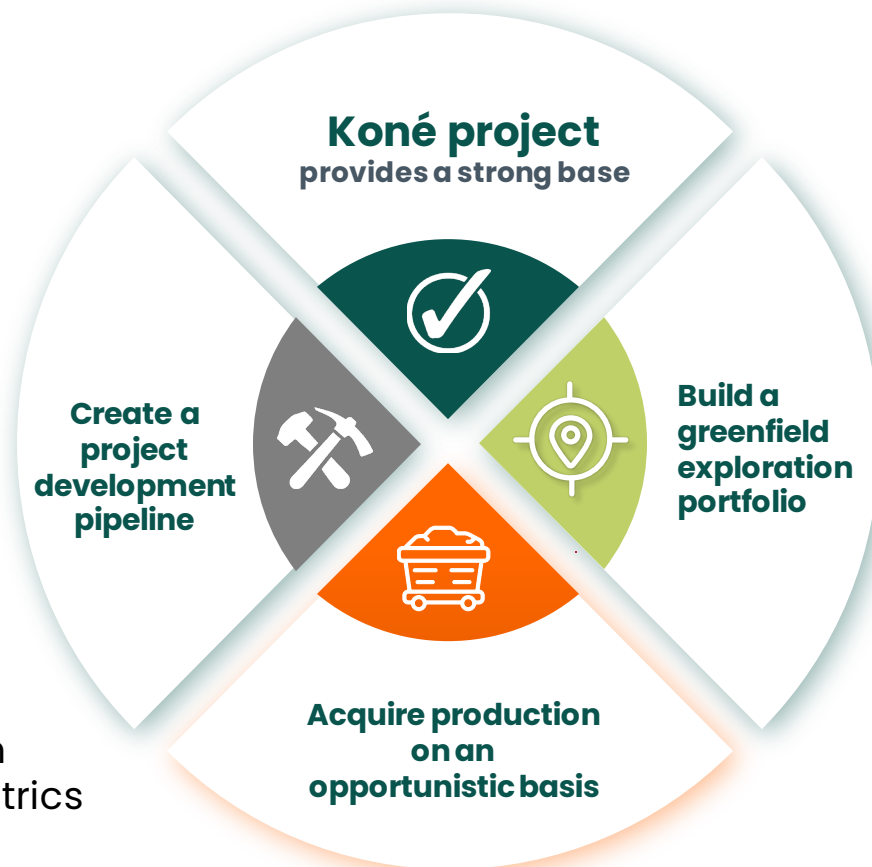 Koné project
provides a strong base
Create a
project
development
pipeline
Build a
greenfield
exploration
portfolio
Acquire production
on an
opportunistic basis